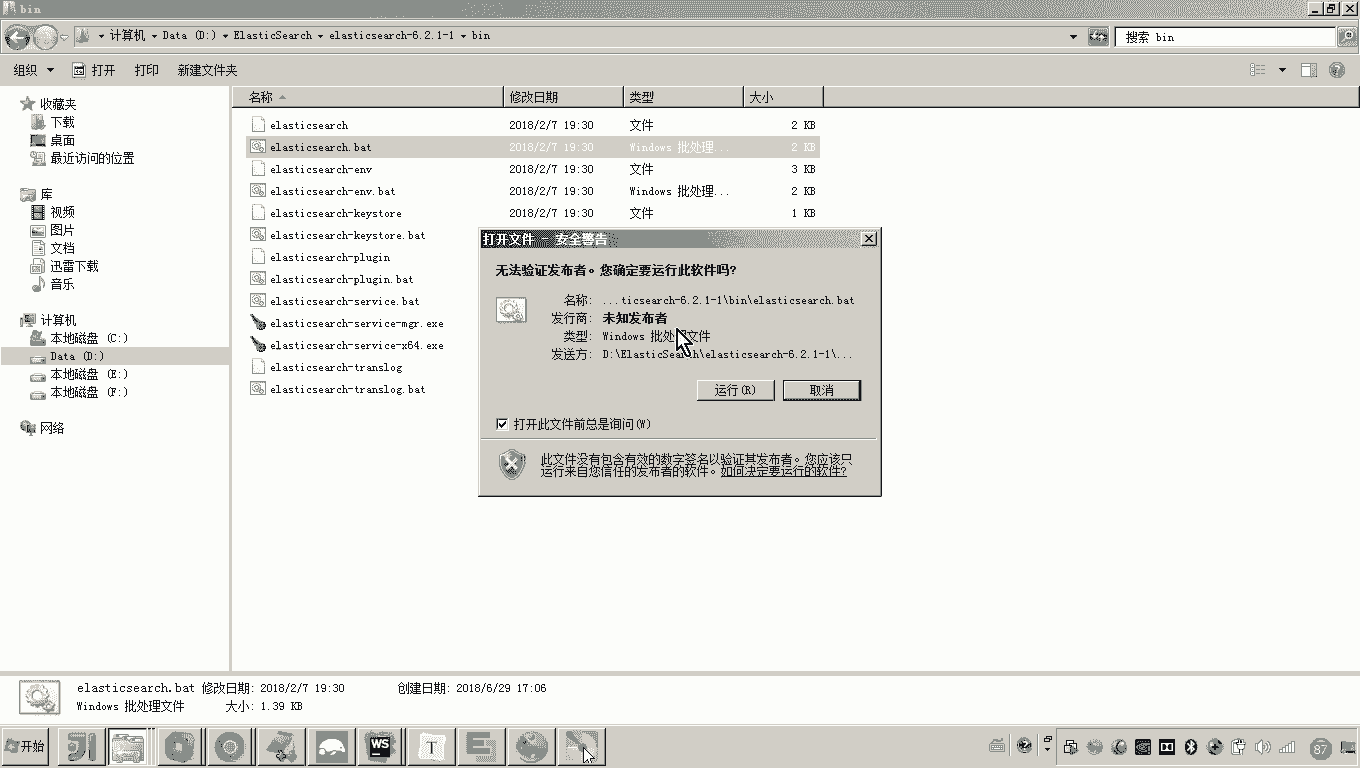 bin
计算机 Data (D:) ElasticSearch elasticsearch-6.2.1-1 bin
搜索 bin
组织 打开 打印 新建文件夹
收藏夹
下载
桌面
最近访问的位置
库
视频
图片
文档
迅雷下载
音乐
计算机
本地磁盘 (C:)
Data (D:)
本地磁盘 (E:)
本地磁盘 (F:)
网络
名称 修改日期 类型 大小
elasticsearch 2018/2/7 19:30 文件 2 KB
elasticsearch.bat 2018/2/7 19:30 Windows 批处理... 2 KB
elasticsearch-env 2018/2/7 19:30 文件 3 KB
elasticsearch-env.bat 2018/2/7 19:30 Windows 批处理... 2 KB
elasticsearch-keystore 2018/2/7 19:30 文件 1 KB
elasticsearch-keystore.bat
elasticsearch-plugin
elasticsearch-plugin.bat
elasticsearch-service.bat
elasticsearch-service-mgr.exe
elasticsearch-service-x64.exe
elasticsearch-translog
elasticsearch-translog.bat
打开文件 - 安全警告
无法验证发布者。您确定要运行此软件吗?
名称: ...ticsearch-6.2.1-1\bin\elasticsearch.bat
发行商: 未知发布者
类型: Windows 批处理文件
发送方: D:\ElasticSearch\elasticsearch-6.2.1-1\...
运行(R) 取消
打开此文件前总是询问(W)
此文件没有包含有效的数字签名以验证其发布者。您应该只
运行来自您信任的发布者的软件。如何决定要运行的软件?
elasticsearch.bat 修改日期: 2018/2/7 19:30 创建日期: 2018/6/29 17:06
Windows 批处理文件 大小: 1.39 KB
开始
WS
T
87